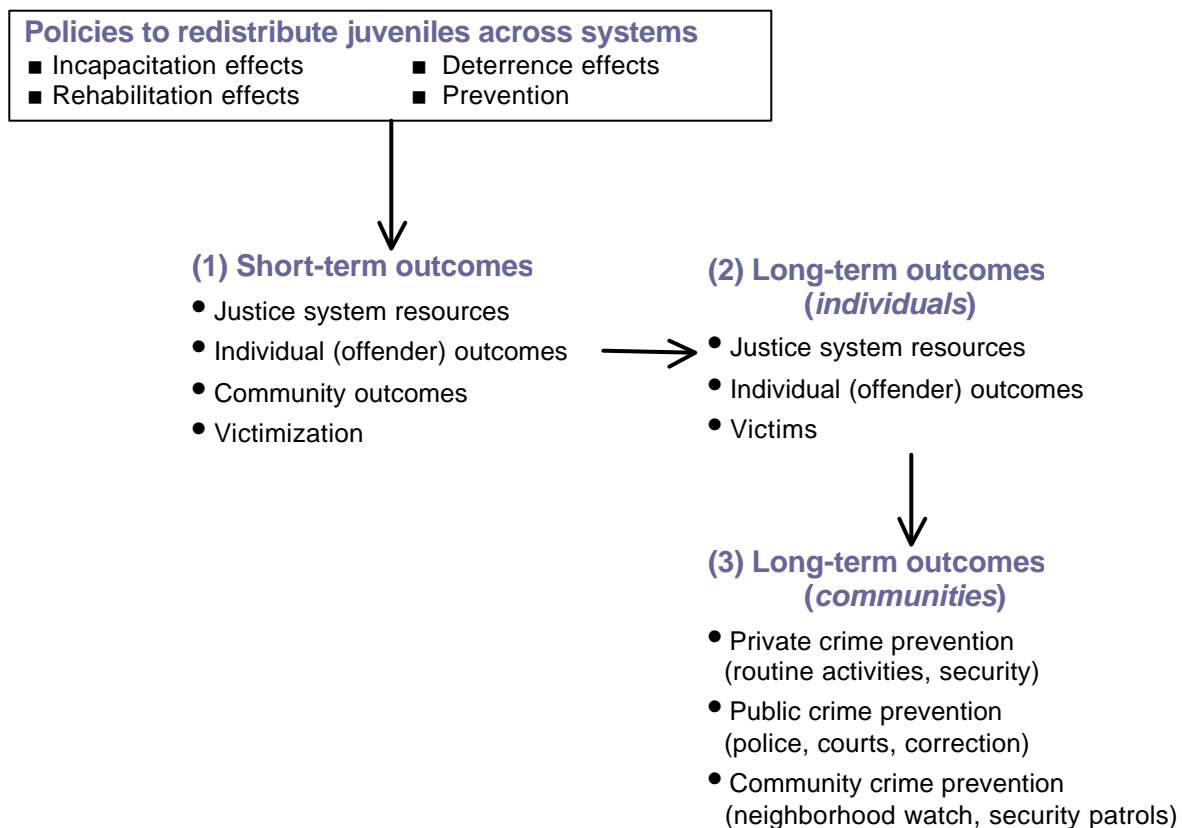 Policies to redistribute juveniles across systems
■ Incapacitation effects ■ Deterrence effects
■ Rehabilitation effects ■ Prevention
(1) Short-term outcomes
• Justice system resources
• Individual (offender) outcomes
• Community outcomes
• Victimization
(2) Long-term outcomes
(individuals)
• Justice system resources
• Individual (offender) outcomes
• Victims
(3) Long-term outcomes
(communities)
• Private crime prevention
(routine activities, security)
• Public crime prevention
(police, courts, correction)
• Community crime prevention
(neighborhood watch, security patrols)